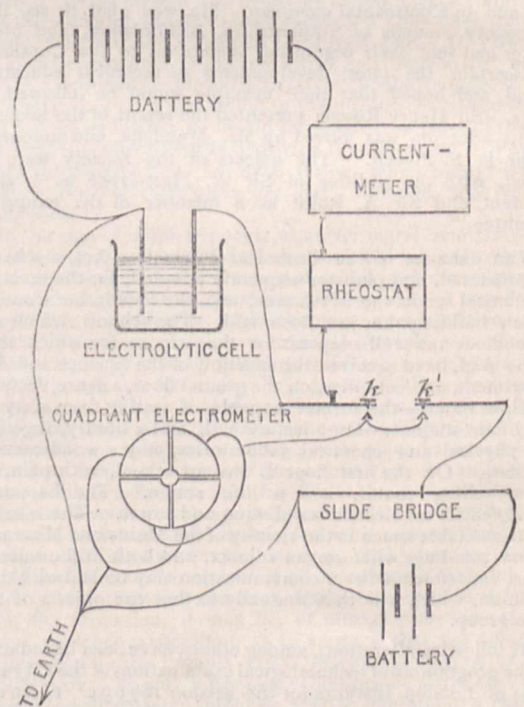 BATTERY
CURRENT-
METER
RHEOSTAT
ELECTROLYTIC CELL
QUADRANT ELECTROMETER
SLIDE BRIDGE
BATTERY
TO EARTH